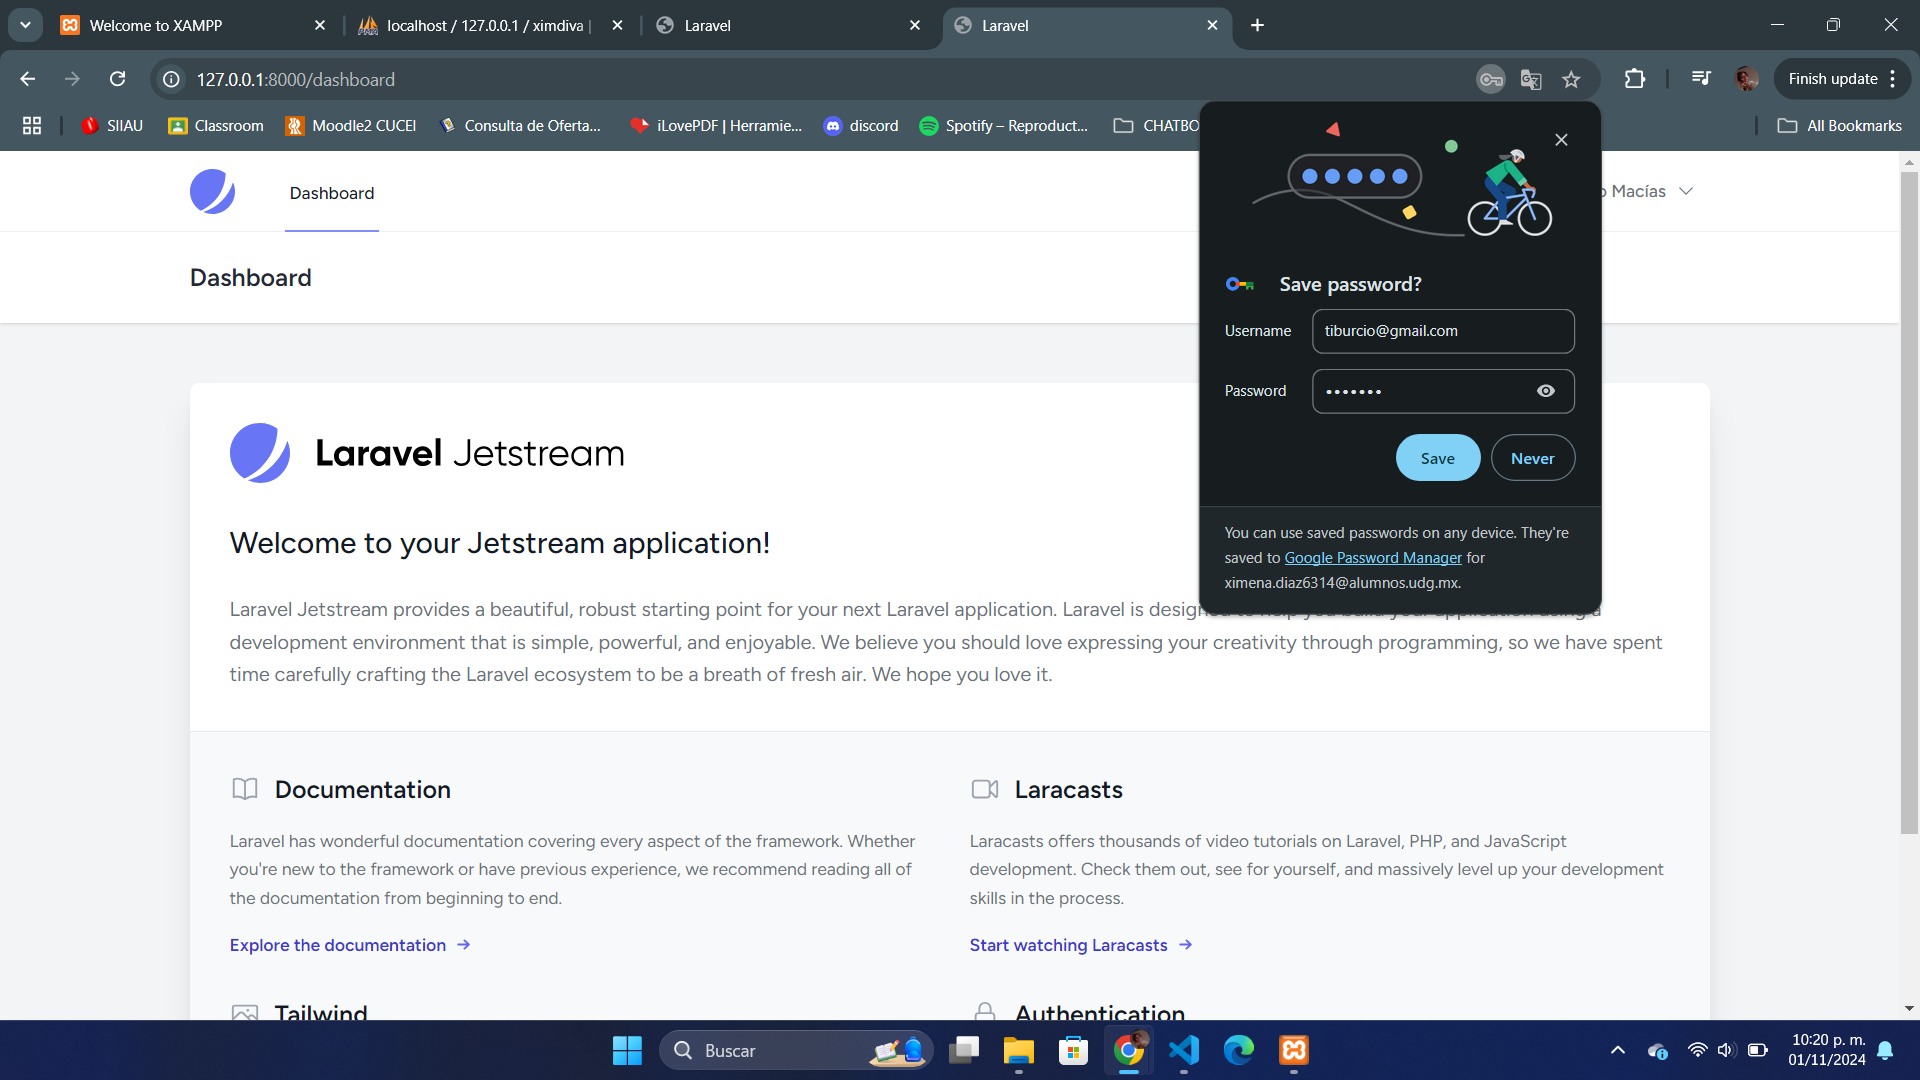 Welcome to XAMPP
localhost / 127.0.0.1 / ximdiva |
Laravel
Laravel
127.0.0.1:8000/dashboard
Finish update
SIIAU
Classroom
Moodle2 CUCEI
Consulta de Oferta...
iLovePDF | Herramie...
discord
Spotify – Reproduct...
CHATBO
All Bookmarks
Dashboard
Macías
Dashboard
Save password?
Username
tiburcio@gmail.com
Password
•••••••
Save
Never
You can use saved passwords on any device. They're
saved to Google Password Manager for
ximena.diaz6314@alumnos.udg.mx.
Laravel Jetstream
Welcome to your Jetstream application!
Laravel Jetstream provides a beautiful, robust starting point for your next Laravel application. Laravel is designed to help you build your application using a
development environment that is simple, powerful, and enjoyable. We believe you should love expressing your creativity through programming, so we have spent
time carefully crafting the Laravel ecosystem to be a breath of fresh air. We hope you love it.
Documentation
Laravel has wonderful documentation covering every aspect of the framework. Whether
you're new to the framework or have previous experience, we recommend reading all of
the documentation from beginning to end.
Explore the documentation →
Laracasts
Laracasts offers thousands of video tutorials on Laravel, PHP, and JavaScript
development. Check them out, see for yourself, and massively level up your development
skills in the process.
Start watching Laracasts →
Tailwind
Authentication
Buscar
10:20 p. m.
01/11/2024